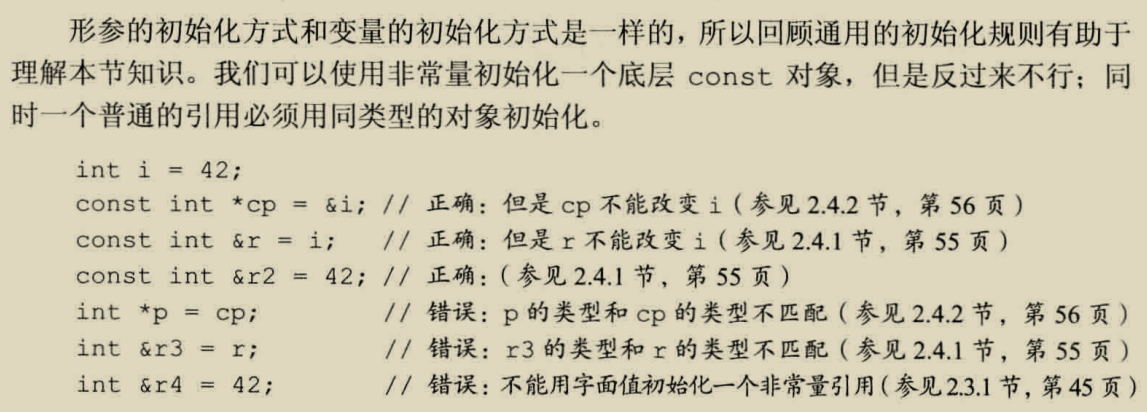 形参的初始化方式和变量的初始化方式是一样的，所以回顾通用的初始化规则有助于
理解本节知识。我们可以使用非常量初始化一个底层 const 对象，但是反过来不行；同
时一个普通的引用必须用同类型的对象初始化。
int i = 42;
const int *cp = &i; // 正确：但是 cp 不能改变 i（参见 2.4.2 节，第 56 页）
const int &r = i; // 正确：但是 r 不能改变 i（参见 2.4.1 节，第 55 页）
const int &r2 = 42; // 正确：（参见 2.4.1 节，第 55 页）
int *p = cp; // 错误：p 的类型和 cp 的类型不匹配（参见 2.4.2 节，第 56 页）
int &r3 = r; // 错误：r3 的类型和 r 的类型不匹配（参见 2.4.1 节，第 55 页）
int &r4 = 42; // 错误：不能用字面值初始化一个非常量引用（参见 2.3.1 节，第 45 页）